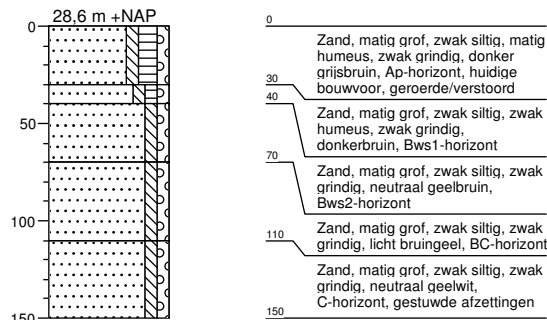 28,6 m +NAP
0
50
100
150
0
Zand, matig grof, zwak siltig, matig
humeus, zwak grindig, donker
grijsbruin, Ap-horizont, huidige
bouwvoor, geroerde/verstoord
30
40
Zand, matig grof, zwak siltig, zwak
humeus, zwak grindig,
donkerbruin, Bws1-horizont
70
Zand, matig grof, zwak siltig, zwak
grindig, neutraal geelbruin,
Bws2-horizont
110
Zand, matig grof, zwak siltig, zwak
grindig, licht bruingeel, BC-horizont
Zand, matig grof, zwak siltig, zwak
grindig, neutraal geelwit,
C-horizont, gestuwde afzettingen
150